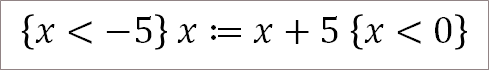 {x < −5} x := x + 5 {x < 0}